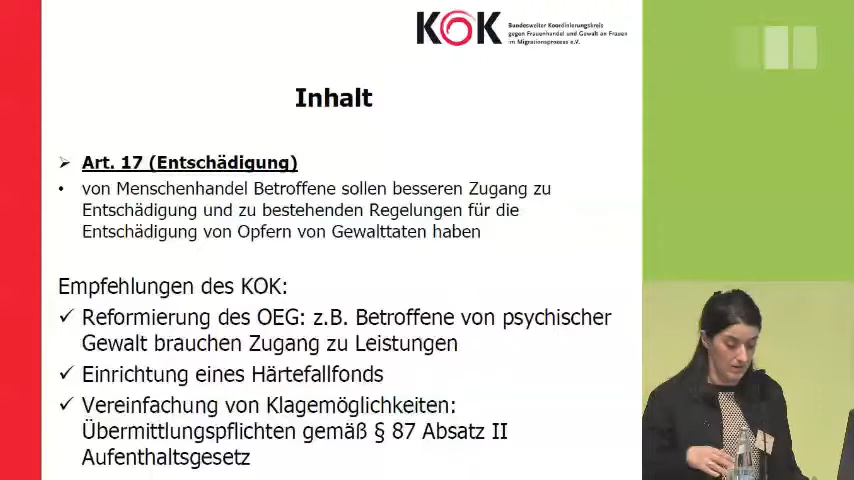 KOK
Bundesweiter Koordinierungskreis
gegen Frauenhandel und Gewalt an Frauen
im Migrationsprozess e.V.
Inhalt
Art. 17 (Entschädigung)
von Menschenhandel Betroffene sollen besseren Zugang zu
Entschädigung und zu bestehenden Regelungen für die
Entschädigung von Opfern von Gewalttaten haben
Empfehlungen des KOK:
Reformierung des OEG: z.B. Betroffene von psychischer
Gewalt brauchen Zugang zu Leistungen
Einrichtung eines Härtefallfonds
Vereinfachung von Klagemöglichkeiten:
Übermittlungspflichten gemäß § 87 Absatz II
Aufenthaltsgesetz